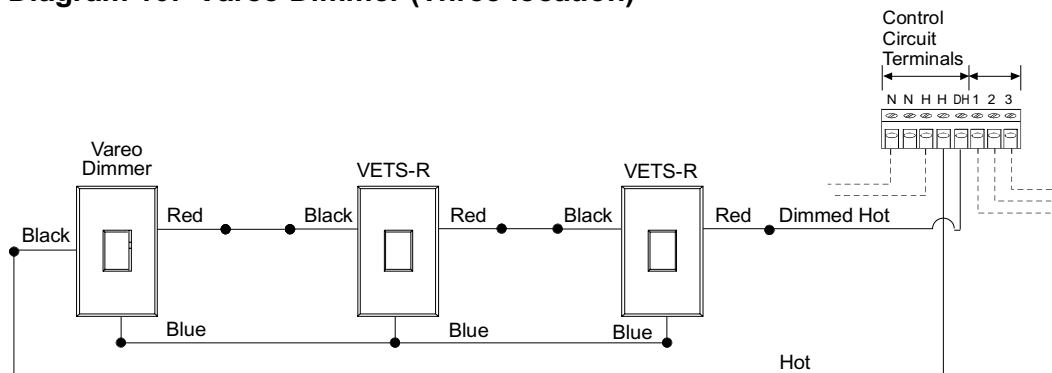 Diagram Vareo Dimmer (Three location)
Control
Circuit
Terminals
N N H H DH 1 2 3
Vareo
Dimmer
VETS-R
VETS-R
Black
Red
Black
Red
Black
Red
Dimmed Hot
Blue
Blue
Blue
Hot